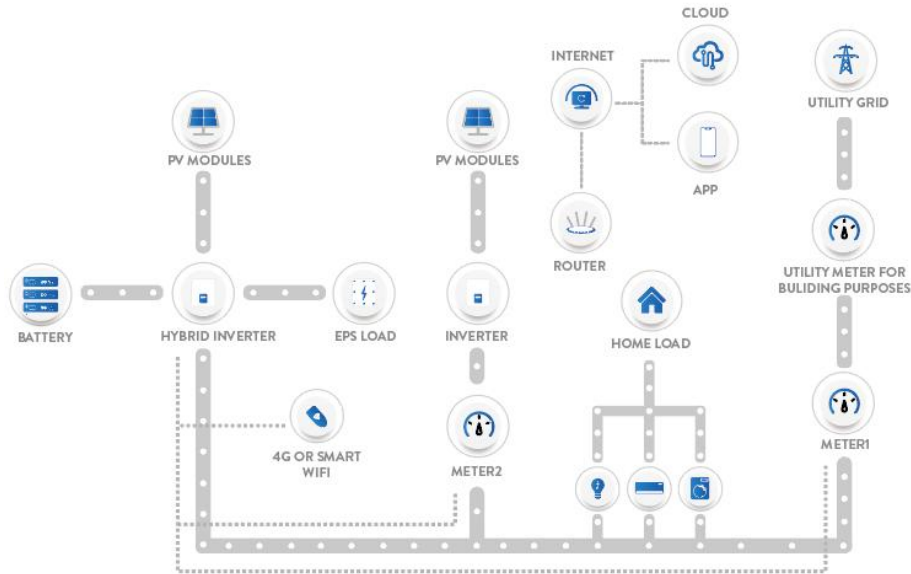 CLOUD
INTERNET
UTILITY GRID
PV MODULES
PV MODULES
APP
ROUTER
UTILITY METER FOR
BULIDING PURPOSES
BATTERY
HYBRID INVERTER
EPS LOAD
INVERTER
HOME LOAD
4G OR SMART
WIFI
METER2
METER1